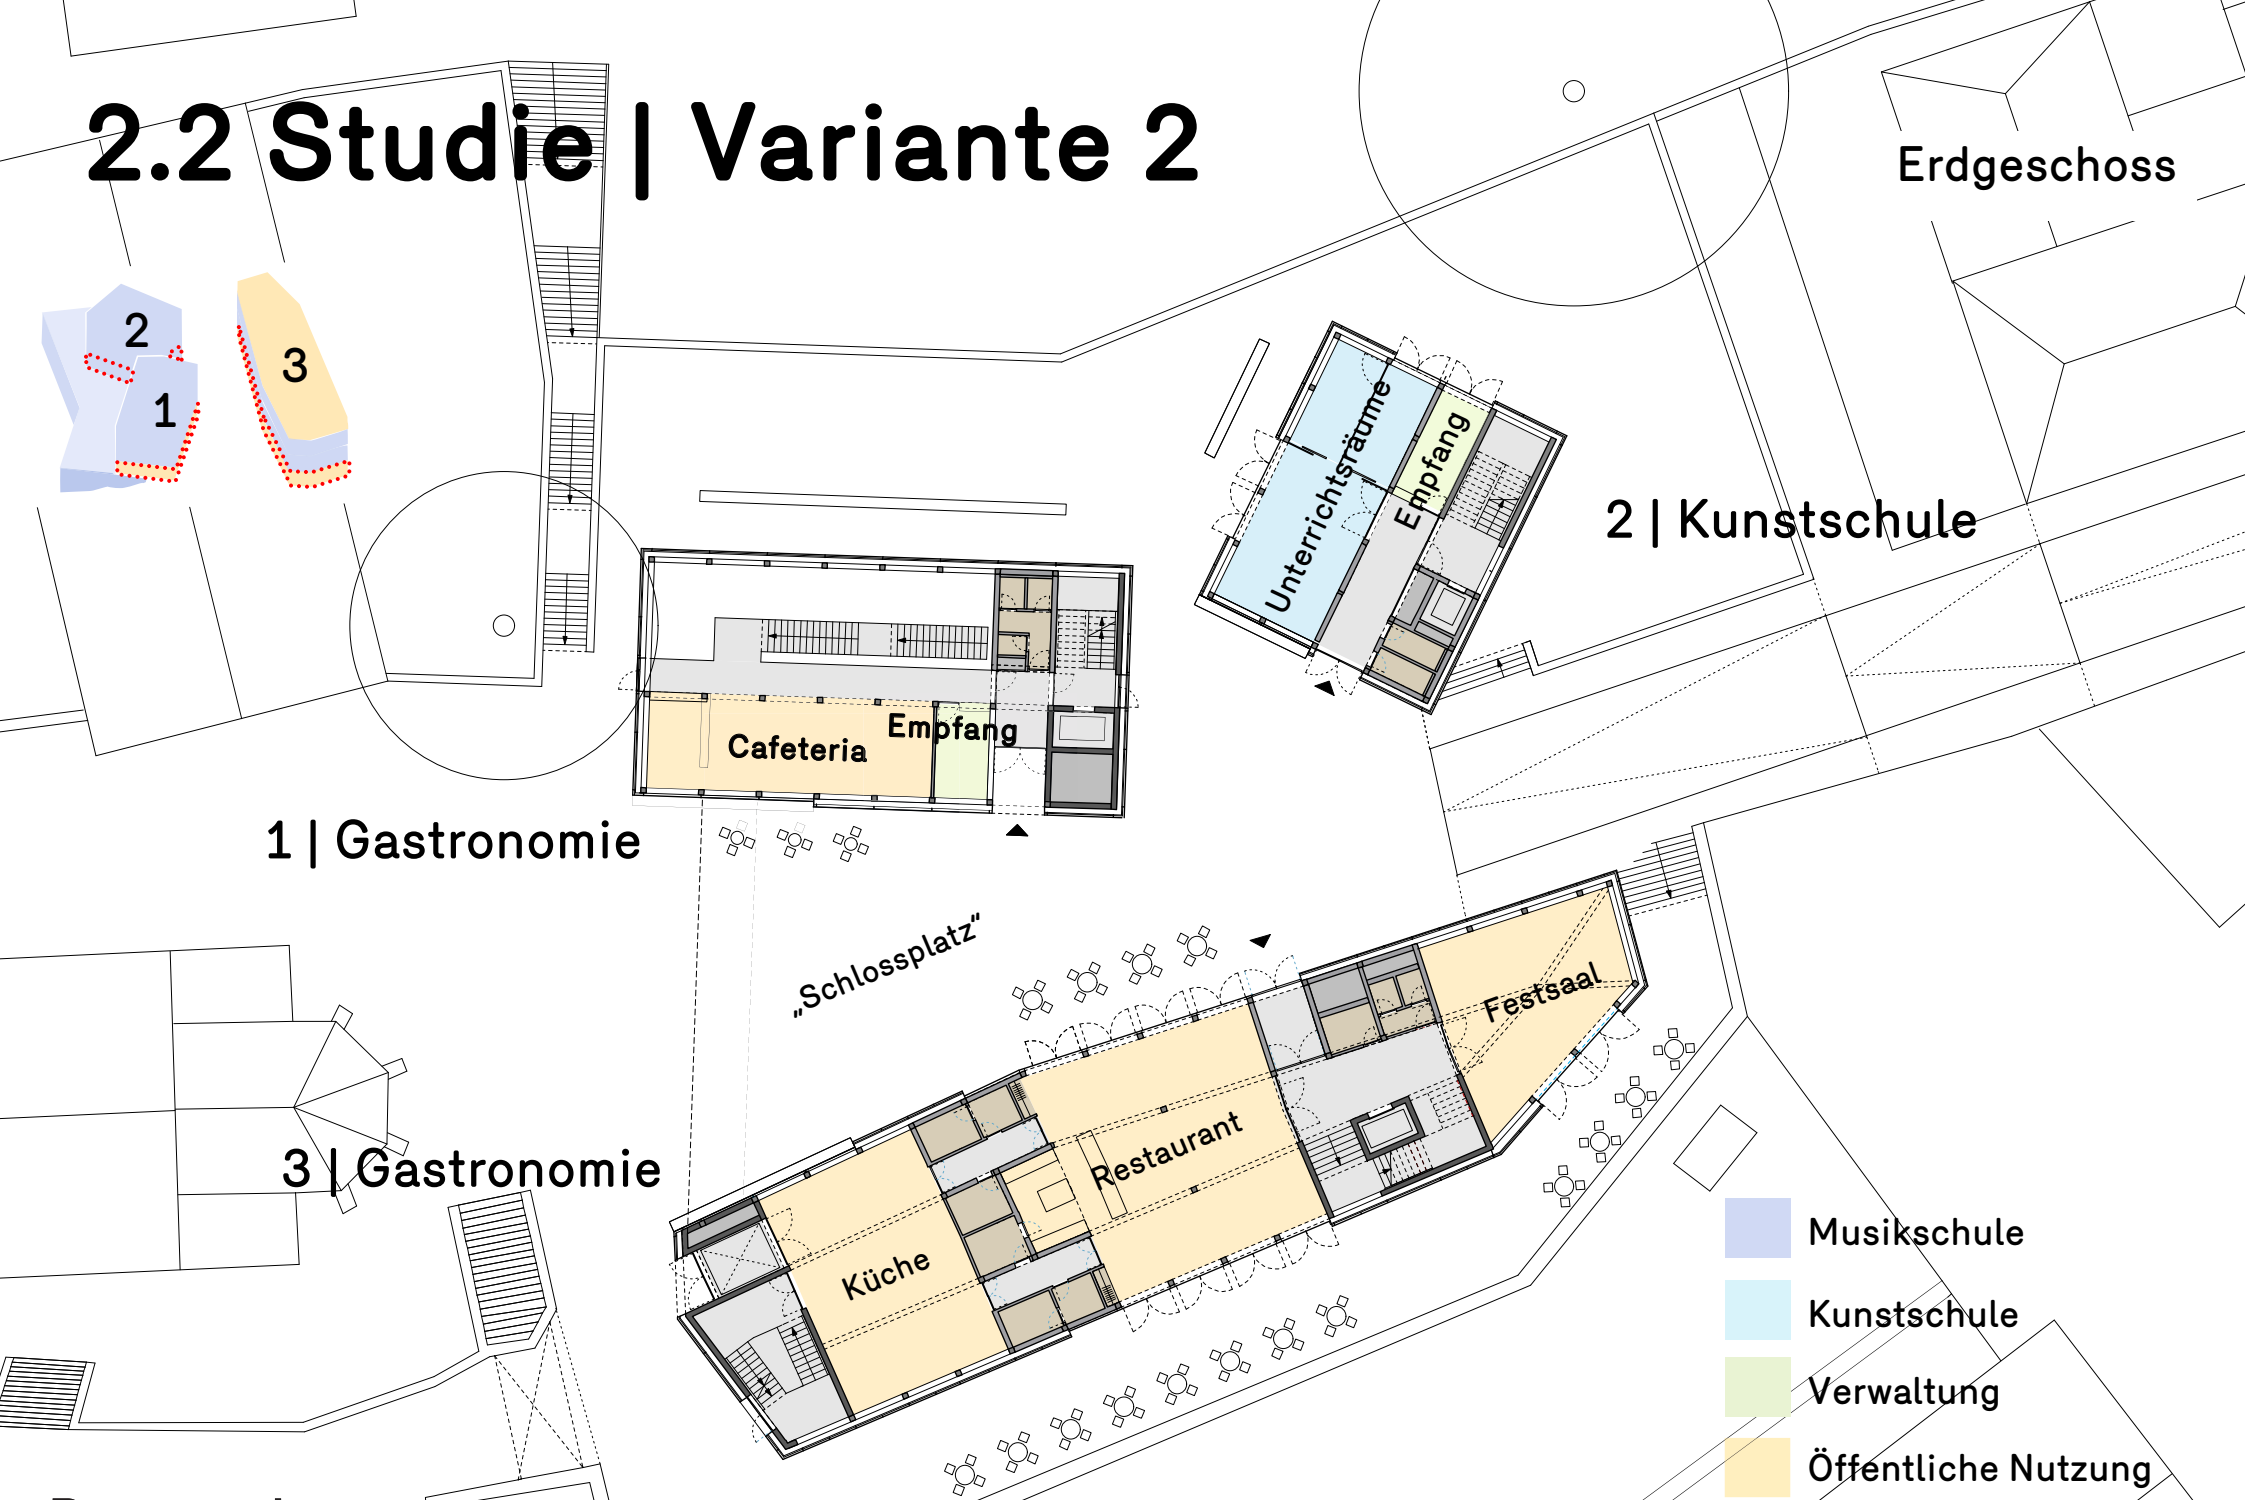 2.2 Studie | Variante 2
Erdgeschoss
2
3
1
Unterrichtsräume
Empfang
2 | Kunstschule
Cafeteria
Empfang
1 | Gastronomie
„Schlossplatz“
Festsaal
Restaurant
Küche
3 | Gastronomie
Musikschule
Kunstschule
Verwaltung
Öffentliche Nutzung